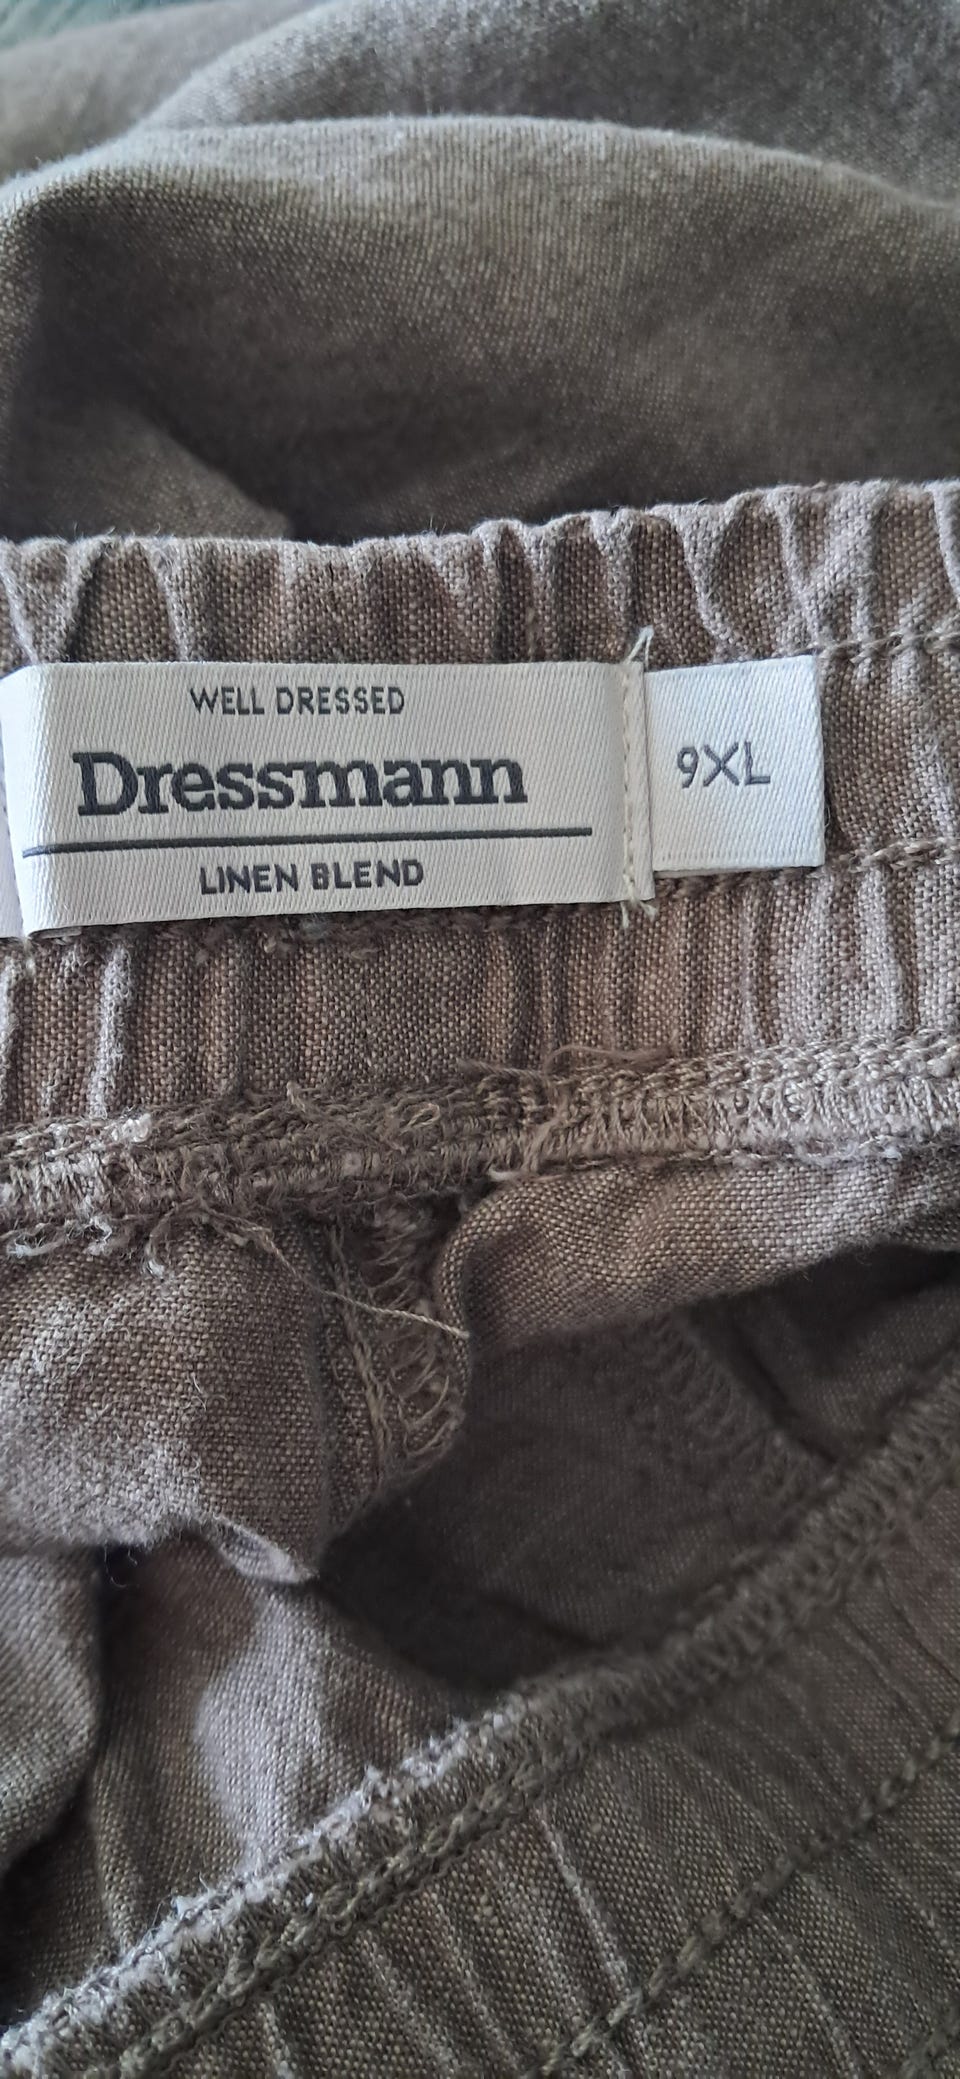 WELL DRESSED
Dressmann
LINEN BLEND
9XL